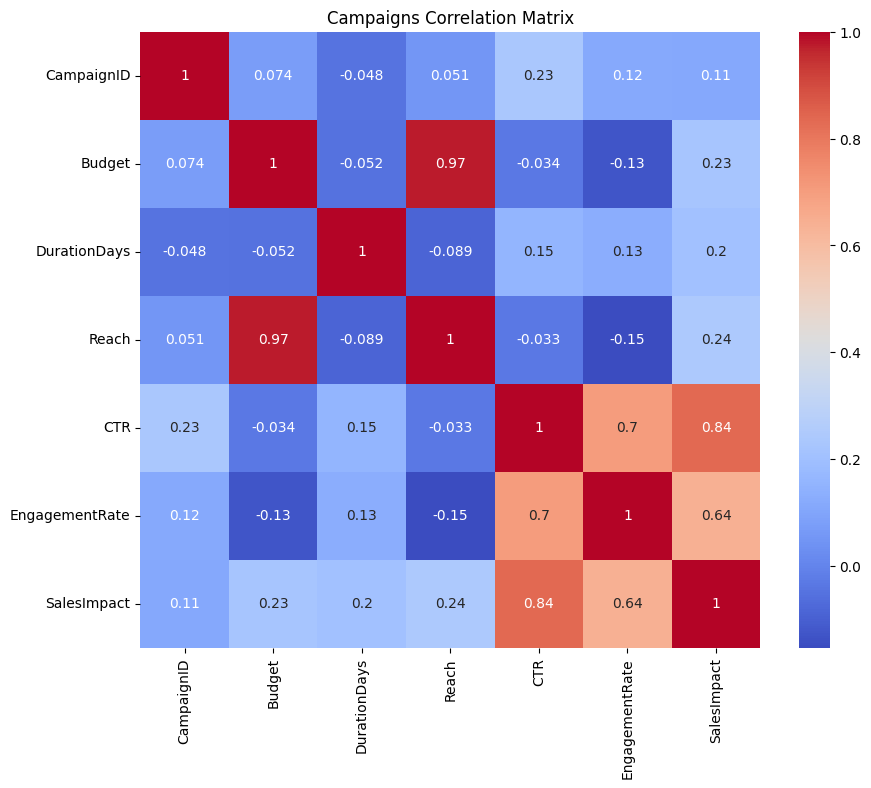 Campaigns Correlation Matrix
CampaignID 1 0.074 -0.048 0.051 0.23 0.12 0.11
Budget 0.074 1 -0.052 0.97 -0.034 -0.13 0.23
DurationDays -0.048 -0.052 1 -0.089 0.15 0.13 0.2
Reach 0.051 0.97 -0.089 1 -0.033 -0.15 0.24
CTR 0.23 -0.034 0.15 -0.033 1 0.7 0.84
EngagementRate 0.12 -0.13 0.13 -0.15 0.7 1 0.64
SalesImpact 0.11 0.23 0.2 0.24 0.84 0.64 1
CampaignID Budget DurationDays Reach CTR EngagementRate SalesImpact
1.0
0.8
0.6
0.4
0.2
0.0